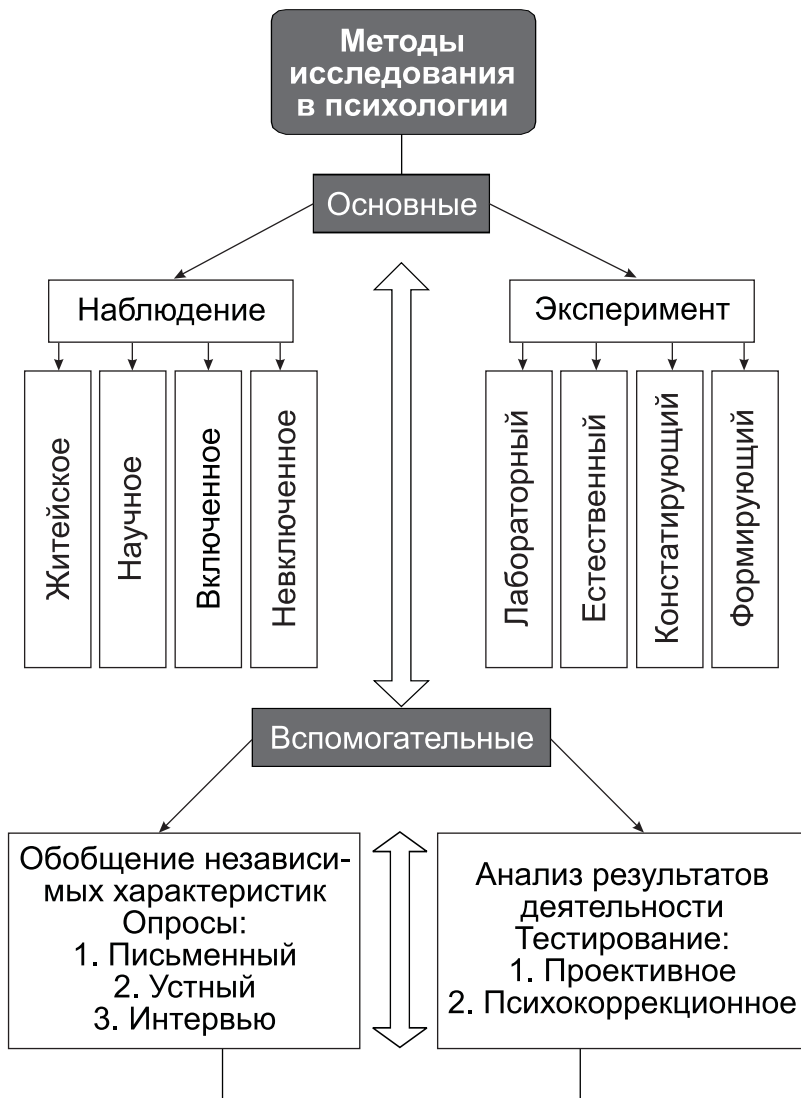 Методы
исследования
в психологии
Основные
Наблюдение
Эксперимент
Житейское
Научное
Включенное
Невключенное
Лабораторный
Естественный
Констатирующий
Формирующий
Вспомогательные
Обобщение независи-
мых характеристик
Опросы:
1. Письменный
2. Устный
3. Интервью
Анализ результатов
деятельности
Тестирование:
1. Проективное
2. Психокоррекционное